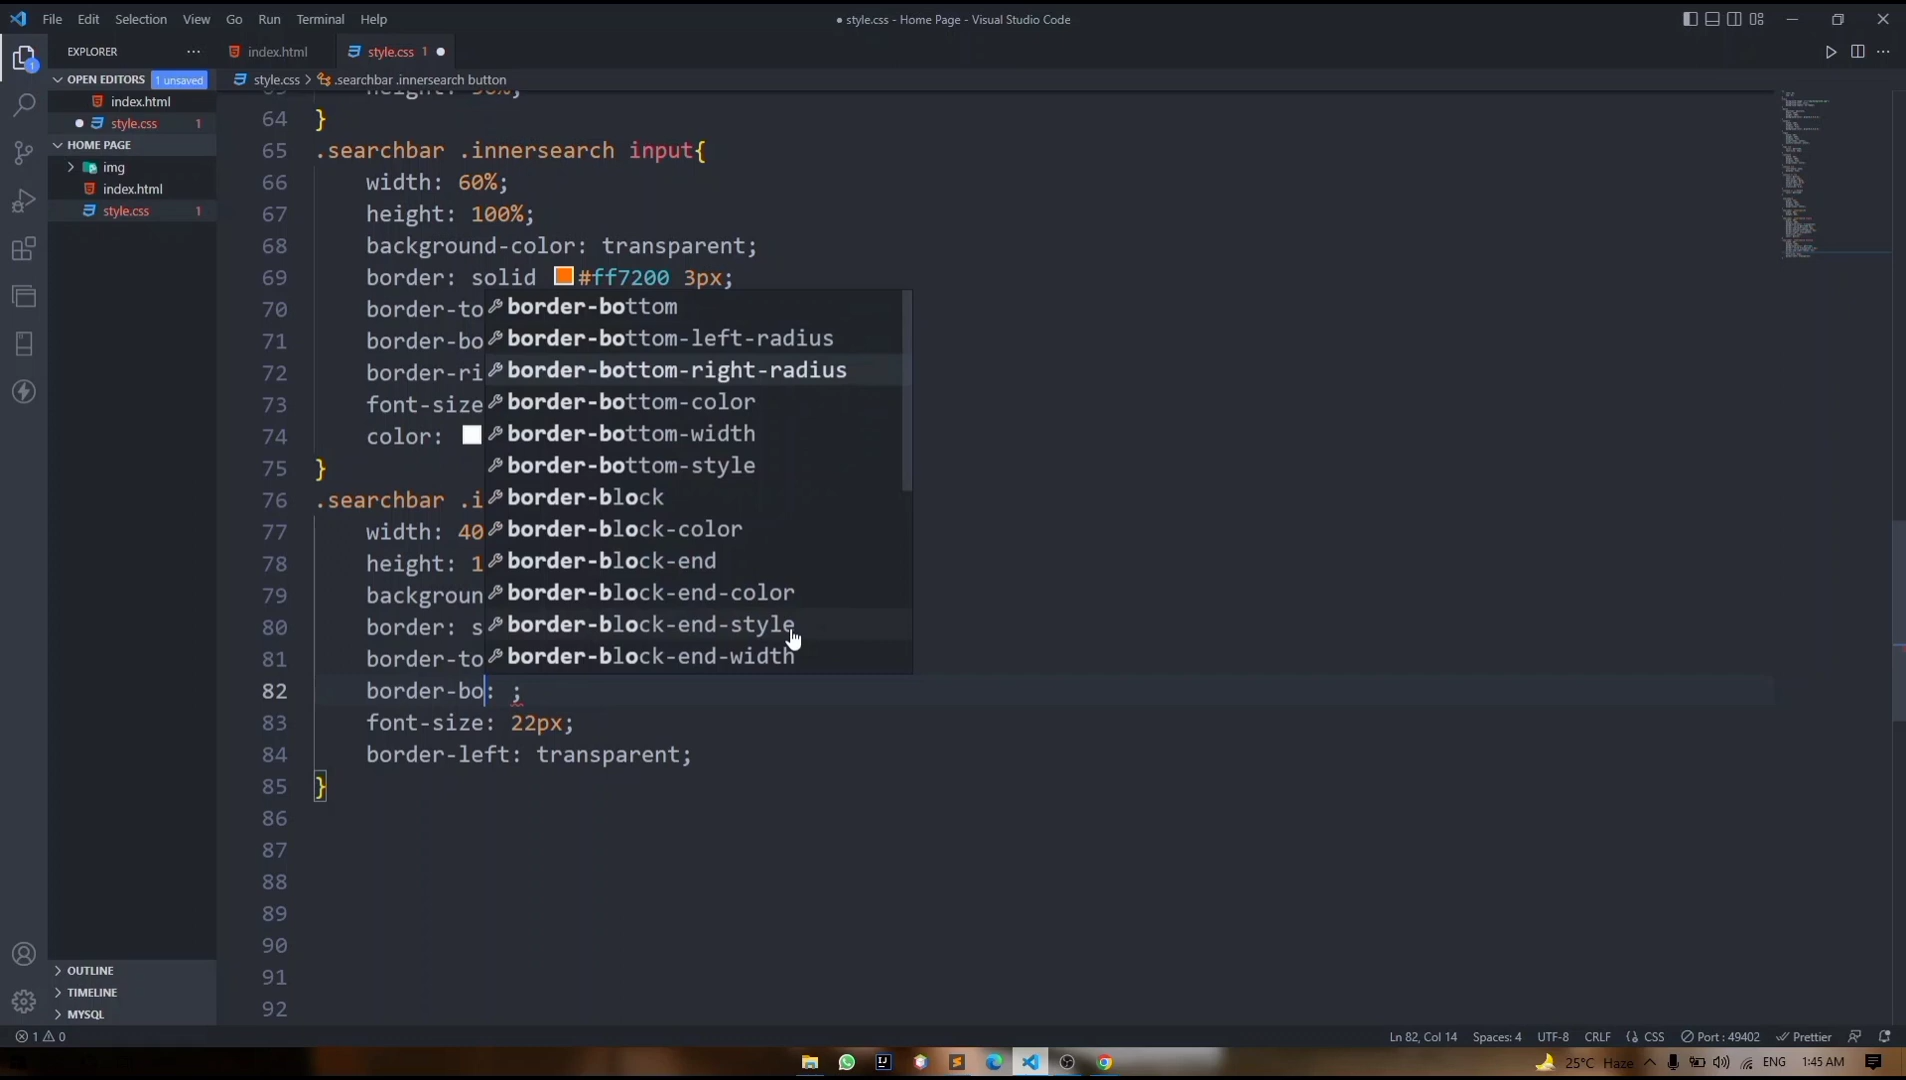 File Edit Selection View Go Run Terminal Help
● style.css - Home Page - Visual Studio Code
EXPLORER ···
index.html
style.css 1 ●
OPEN EDITORS 1 unsaved
index.html
● style.css 1
HOME PAGE
img
index.html
style.css 1
OUTLINE
TIMELINE
MYSQL
style.css > .searchbar .innersearch button
64 }
65 .searchbar .innersearch input{
66 width: 60%;
67 height: 100%;
68 background-color: transparent;
69 border: solid #ff7200 3px;
70 border-to
71 border-bo
72 border-ri
73 font-size
74 color:
75 }
76 .searchbar .i
77 width: 40
78 height: 1
79 backgroun
80 border: s
81 border-to
82 border-bo: ;
83 font-size: 22px;
84 border-left: transparent;
85 }
86
87
88
89
90
91
92
border-bottom
border-bottom-left-radius
border-bottom-right-radius
border-bottom-color
border-bottom-width
border-bottom-style
border-block
border-block-color
border-block-end
border-block-end-color
border-block-end-style
border-block-end-width
1 0
Ln 82, Col 14 Spaces: 4 UTF-8 CRLF {} CSS Port : 49402 Prettier
25°C Haze ENG 1:45 AM